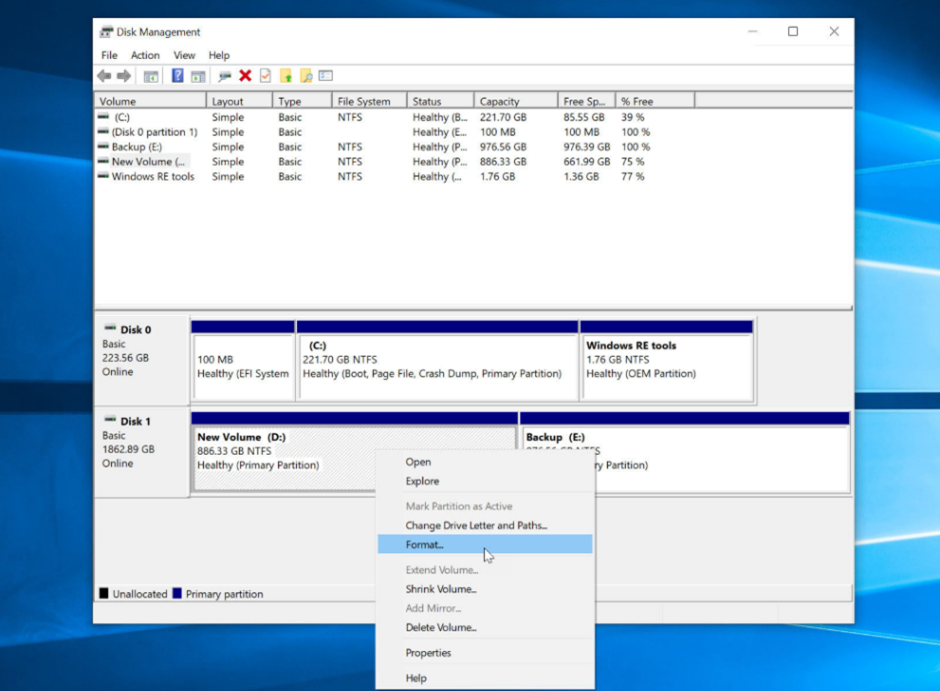 Disk Management
File Action View Help
Volume Layout Type File System Status Capacity Free Sp... % Free
(C:) Simple Basic NTFS Healthy (B... 221.70 GB 85.55 GB 39 %
(Disk 0 partition 1) Simple Basic Healthy (E... 100 MB 100 MB 100 %
Backup (E:) Simple Basic NTFS Healthy (P... 976.56 GB 976.39 GB 100 %
New Volume (... Simple Basic NTFS Healthy (P... 886.33 GB 661.99 GB 75 %
Windows RE tools Simple Basic NTFS Healthy (... 1.76 GB 1.36 GB 77 %
Disk 0
Basic
223.56 GB
Online
100 MB
Healthy (EFI System
(C:)
221.70 GB NTFS
Healthy (Boot, Page File, Crash Dump, Primary Partition)
Windows RE tools
1.76 GB NTFS
Healthy (OEM Partition)
Disk 1
Basic
1862.89 GB
Online
New Volume (D:)
886.33 GB NTFS
Healthy (Primary Partition)
Backup (E:)
ry Partition)
Open
Explore
Mark Partition as Active
Change Drive Letter and Paths...
Format...
Extend Volume...
Shrink Volume...
Add Mirror...
Delete Volume...
Properties
Help
Unallocated Primary partition